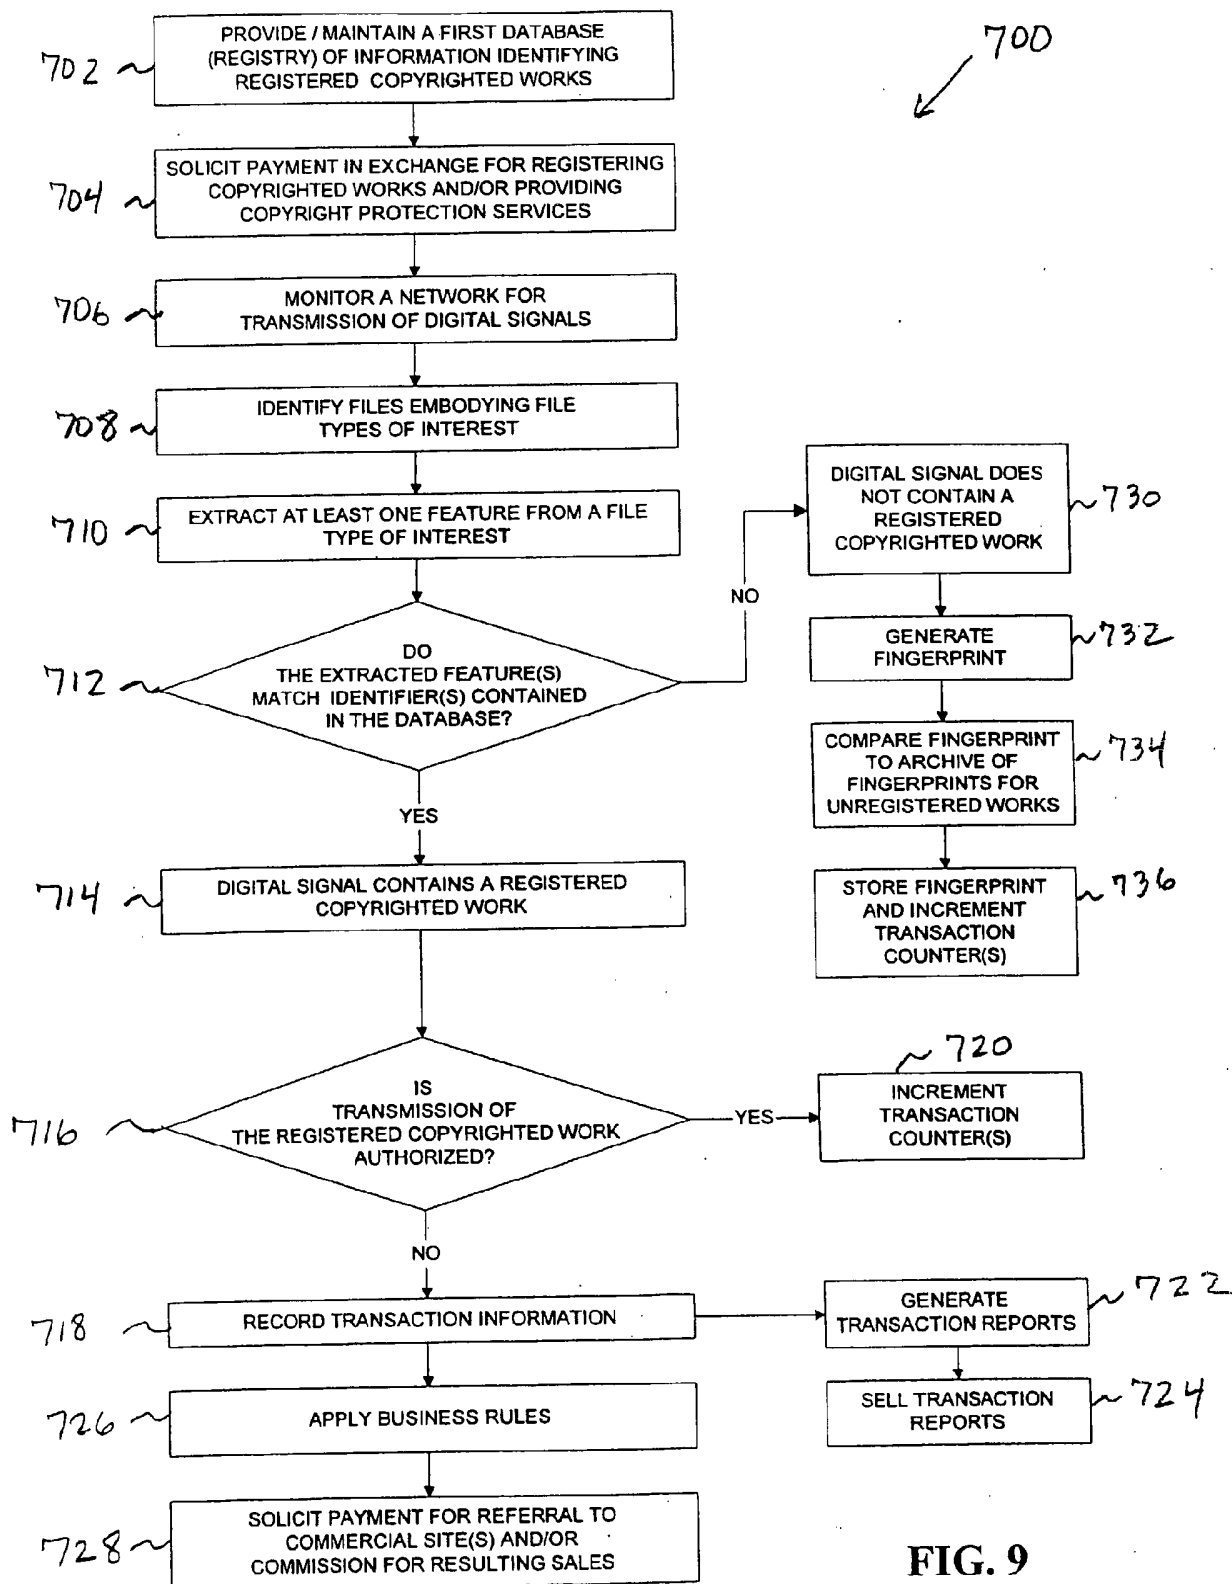 700
702
PROVIDE / MAINTAIN A FIRST DATABASE
(REGISTRY) OF INFORMATION IDENTIFYING
REGISTERED COPYRIGHTED WORKS
704
SOLICIT PAYMENT IN EXCHANGE FOR REGISTERING
COPYRIGHTED WORKS AND/OR PROVIDING
COPYRIGHT PROTECTION SERVICES
706
MONITOR A NETWORK FOR
TRANSMISSION OF DIGITAL SIGNALS
708
IDENTIFY FILES EMBODYING FILE
TYPES OF INTEREST
710
EXTRACT AT LEAST ONE FEATURE FROM A FILE
TYPE OF INTEREST
712
DO
THE EXTRACTED FEATURE(S)
MATCH IDENTIFIER(S) CONTAINED
IN THE DATABASE?
NO
DIGITAL SIGNAL DOES
NOT CONTAIN A
REGISTERED
COPYRIGHTED WORK
730
GENERATE
FINGERPRINT
732
COMPARE FINGERPRINT
TO ARCHIVE OF
FINGERPRINTS FOR
UNREGISTERED WORKS
734
STORE FINGERPRINT
AND INCREMENT
TRANSACTION
COUNTER(S)
736
YES
714
DIGITAL SIGNAL CONTAINS A REGISTERED
COPYRIGHTED WORK
716
IS
TRANSMISSION OF
THE REGISTERED COPYRIGHTED WORK
AUTHORIZED?
YES
720
INCREMENT
TRANSACTION
COUNTER(S)
NO
718
RECORD TRANSACTION INFORMATION
GENERATE
TRANSACTION REPORTS
722
SELL TRANSACTION
REPORTS
724
726
APPLY BUSINESS RULES
728
SOLICIT PAYMENT FOR REFERRAL TO
COMMERCIAL SITE(S) AND/OR
COMMISSION FOR RESULTING SALES
FIG. 9